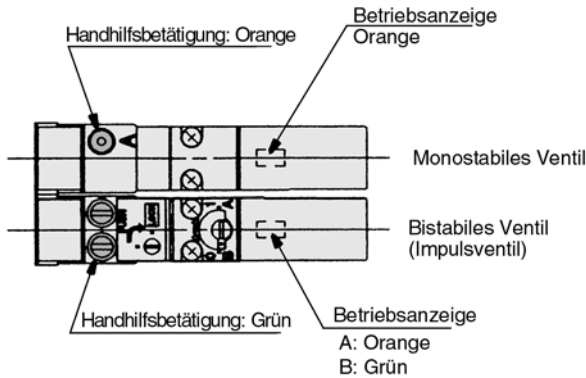 Betriebsanzeige
Orange
Handhilfsbetätigung: Orange
A
Monostabiles Ventil
A
B
Bistabiles Ventil
(Impulsventil)
Handhilfsbetätigung: Grün
Betriebsanzeige
A: Orange
B: Grün